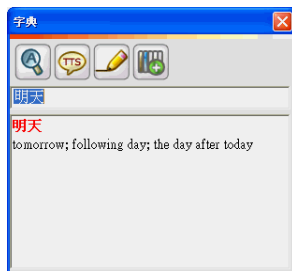 字典
A
TTS
明天
明天
tomorrow; following day; the day after today